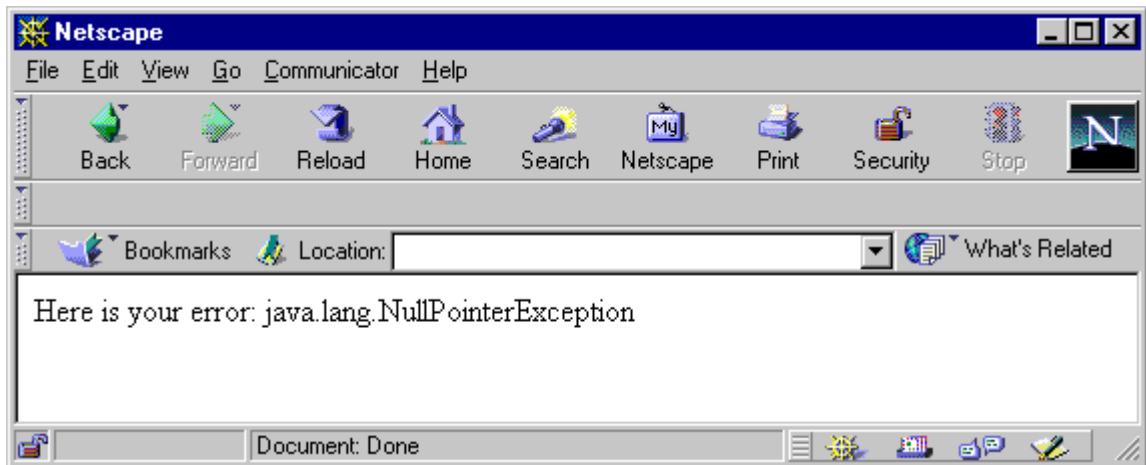 Netscape
File Edit View Go Communicator Help
My
N
Back Forward Reload Home Search Netscape Print Security Stop
Bookmarks Location: What's Related
Here is your error: java.lang.NullPointerException
Document: Done